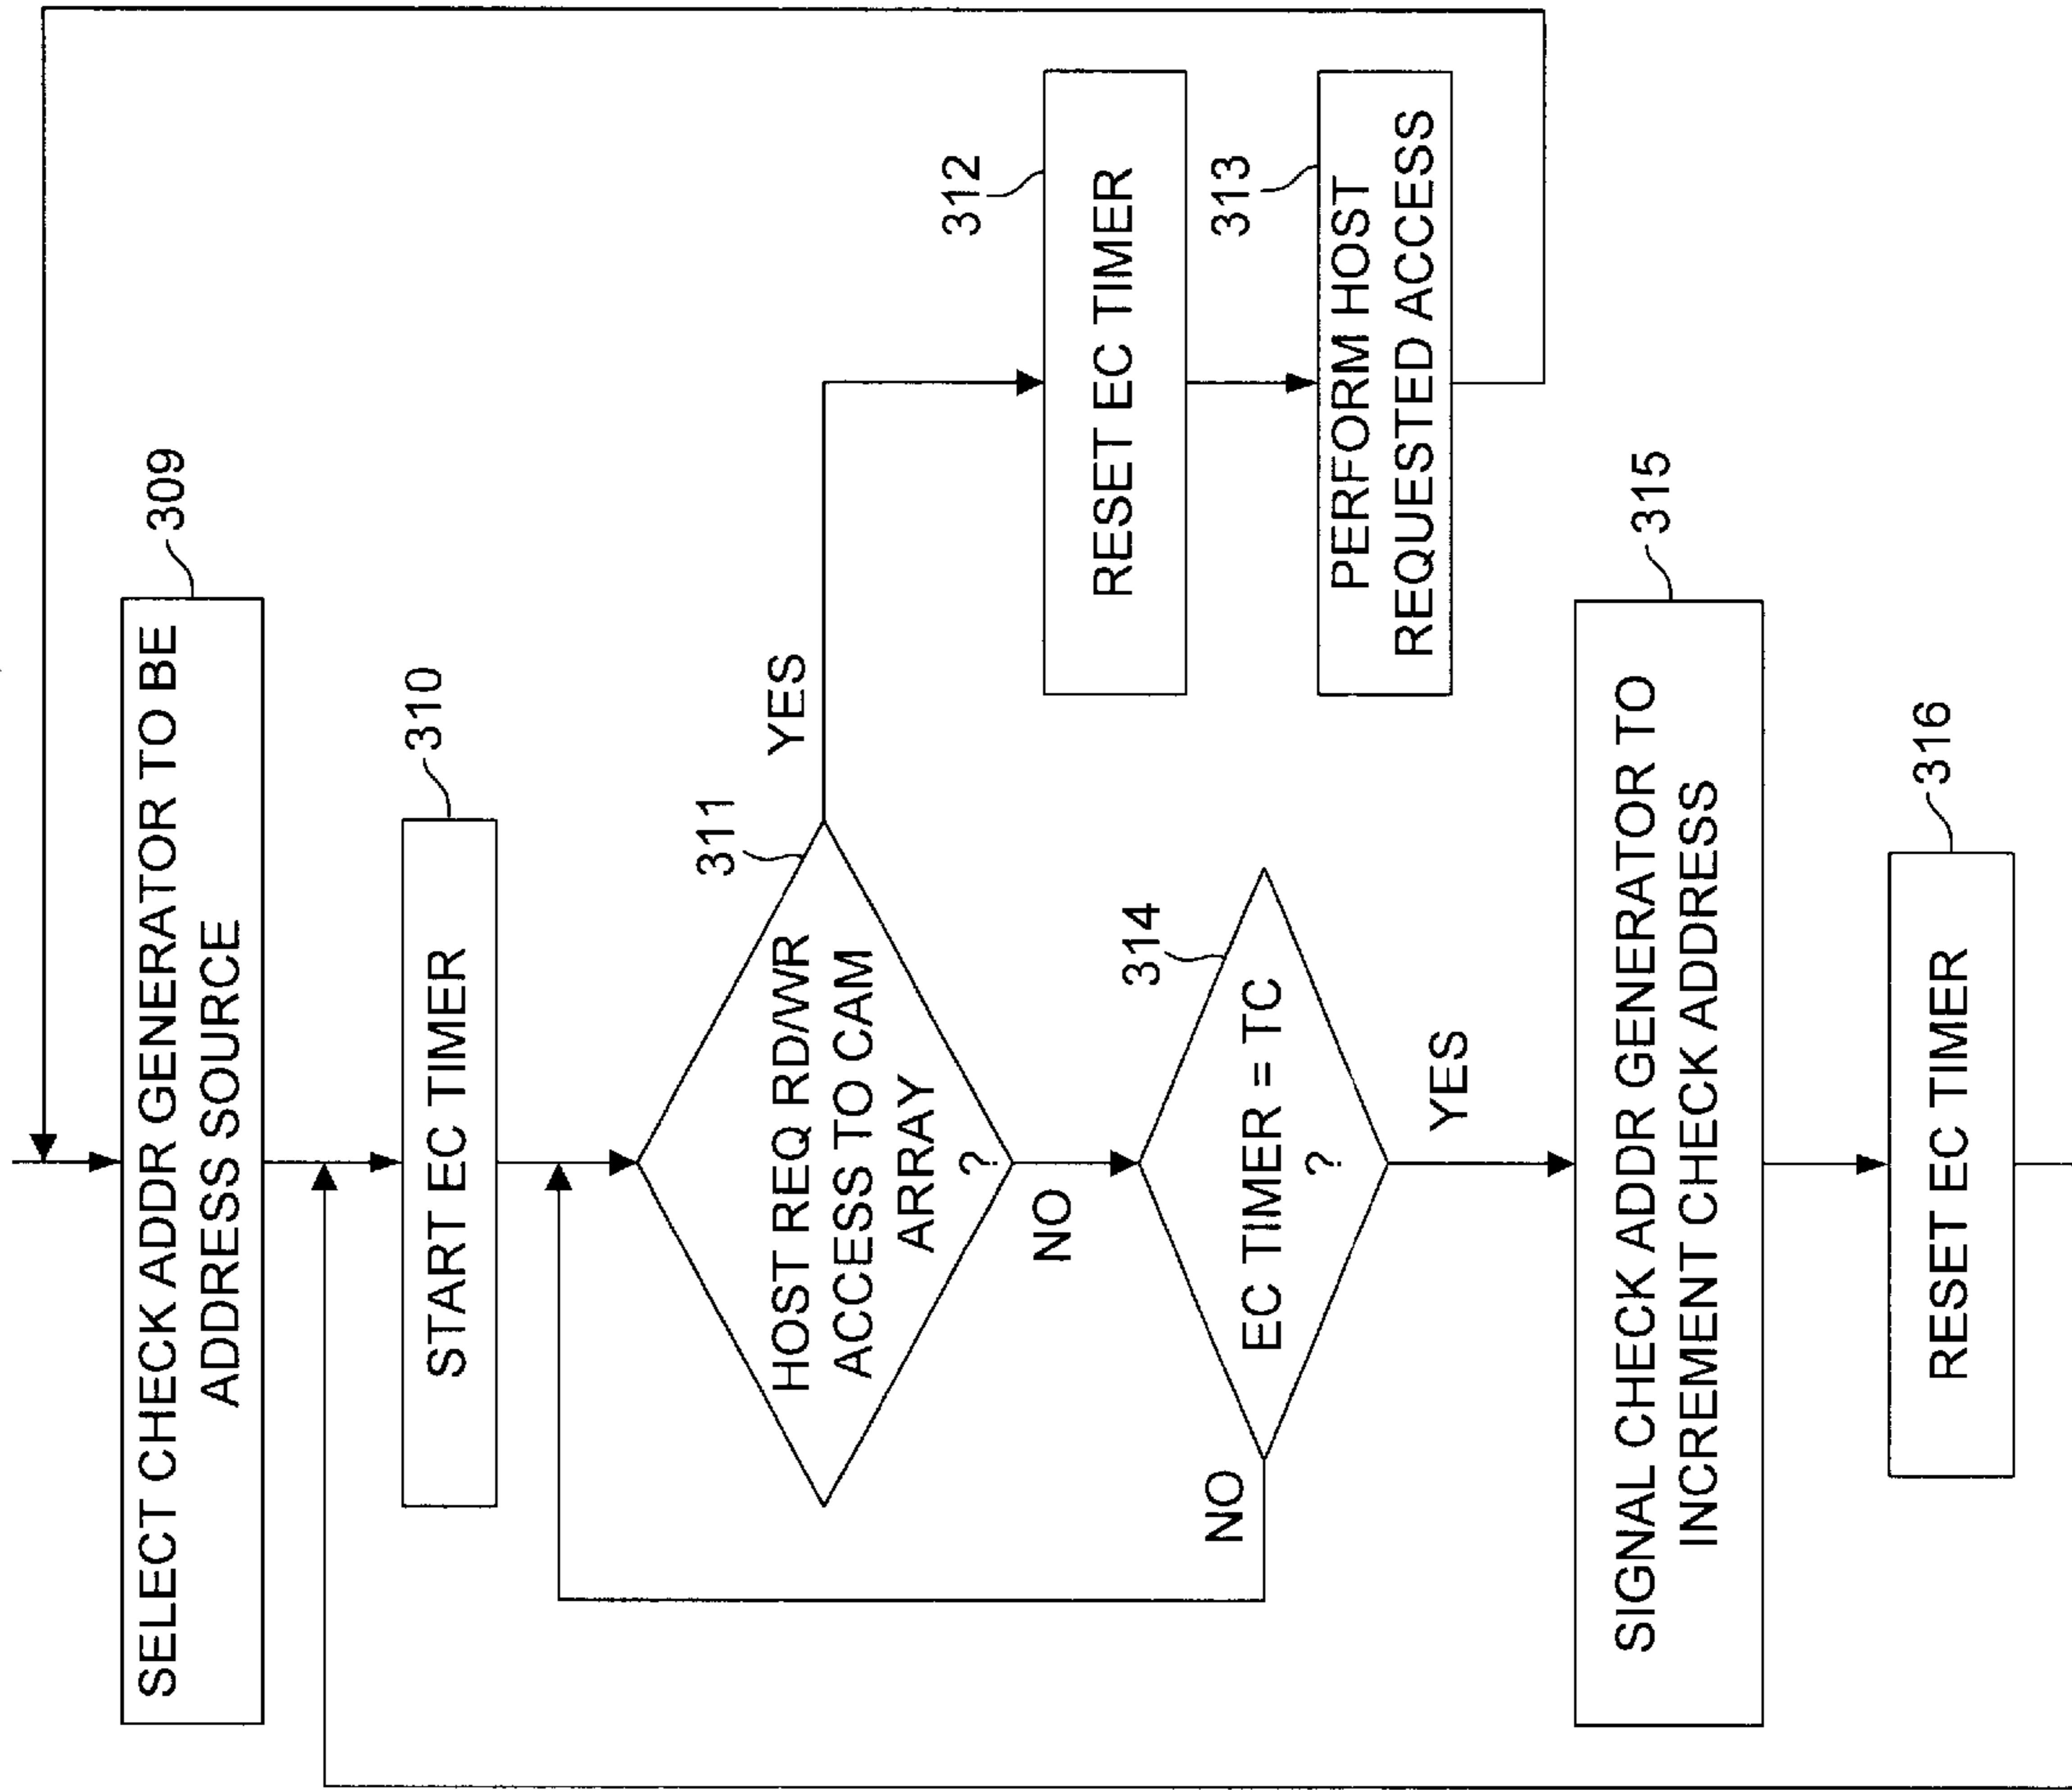 SELECT CHECK ADDR GENERATOR TO BE
ADDRESS SOURCE
309
START EC TIMER
310
311
HOST REQ RD/WR
ACCESS TO CAM
ARRAY
?
YES
NO
RESET EC TIMER
312
PERFORM HOST
REQUESTED ACCESS
313
314
EC TIMER = TC
?
NO
YES
SIGNAL CHECK ADDR GENERATOR TO
INCREMENT CHECK ADDRESS
315
RESET EC TIMER
316